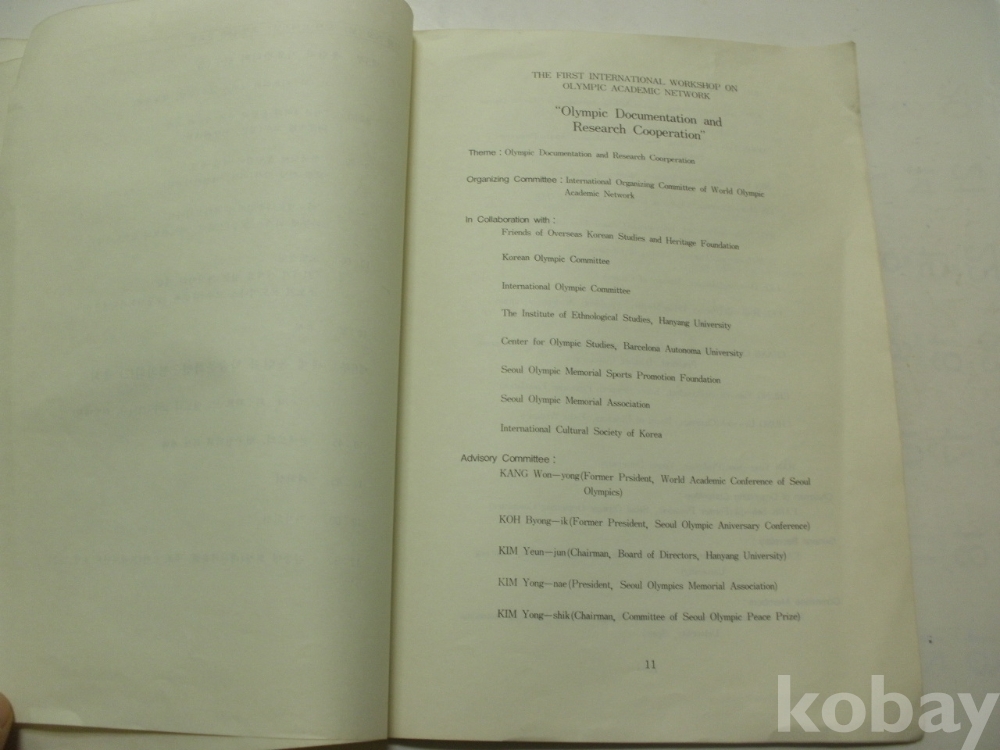 THE FIRST INTERNATIONAL WORKSHOP ON
OLYMPIC ACADEMIC NETWORK
"Olympic Documentation and
Research Cooperation"
Theme : Olympic Documentation and Research Coorperation
Organizing Committee : International Organizing Committee of World Olympic
Academic Network
In Collaboration with :
Friends of Overseas Korean Studies and Heritage Foundation
Korean Olympic Committee
International Olympic Committee
The Institute of Ethnological Studies, Hanyang University
Center for Olympic Studies, Barcelona Autonoma University
Seoul Olympic Memorial Sports Promotion Foundation
Seoul Olympic Memorial Association
International Cultural Society of Korea
Advisory Committee :
KANG Won—yong(Former Prsident, World Academic Conference of Seoul
Olympics)
KOH Byong—ik(Former President, Seoul Olympic Aniversary Conference)
KIM Yeun—jun(Chairman, Board of Directors, Hanyang University)
KIM Yong—nae(President, Seoul Olympics Memorial Association)
KIM Yong—shik(Chairman, Committee of Seoul Olympic Peace Prize)
11
kobay